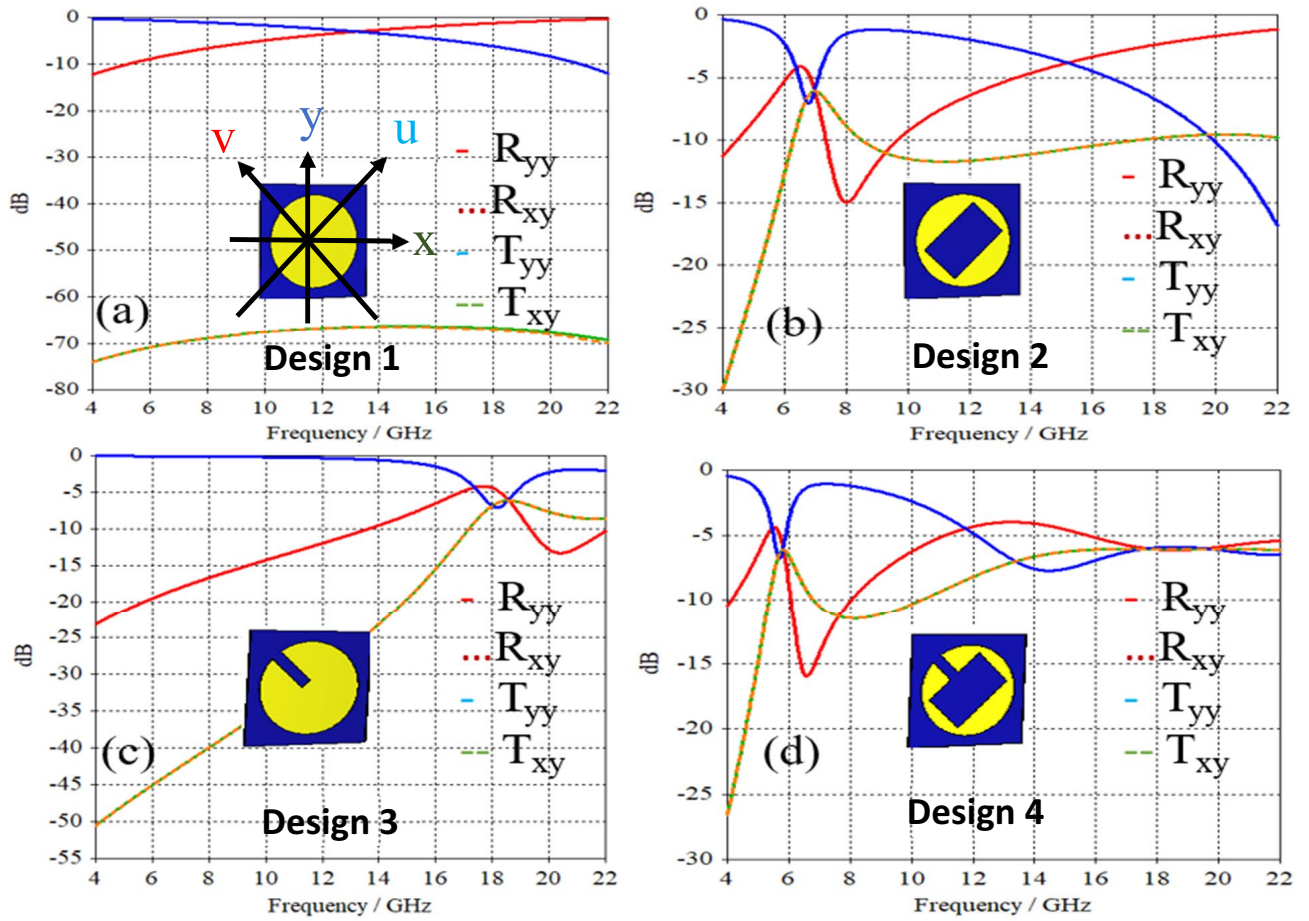 0
-10
-20
-30
-40
-50
-60
-70
-80
dB
v y u
x
R_yy
R_xy
T_yy
T_xy
(a)
Design 1
4 6 8 10 12 14 16 18 20 22
Frequency / GHz
0
-5
-10
-15
-20
-25
-30
dB
R_yy
R_xy
T_yy
T_xy
(b)
Design 2
4 6 8 10 12 14 16 18 20 22
Frequency / GHz
0
-5
-10
-15
-20
-25
-30
-35
-40
-45
-50
-55
dB
R_yy
R_xy
T_yy
T_xy
(c)
Design 3
4 6 8 10 12 14 16 18 20 22
Frequency / GHz
0
-5
-10
-15
-20
-25
-30
dB
R_yy
R_xy
T_yy
T_xy
(d)
Design 4
4 6 8 10 12 14 16 18 20 22
Frequency / GHz